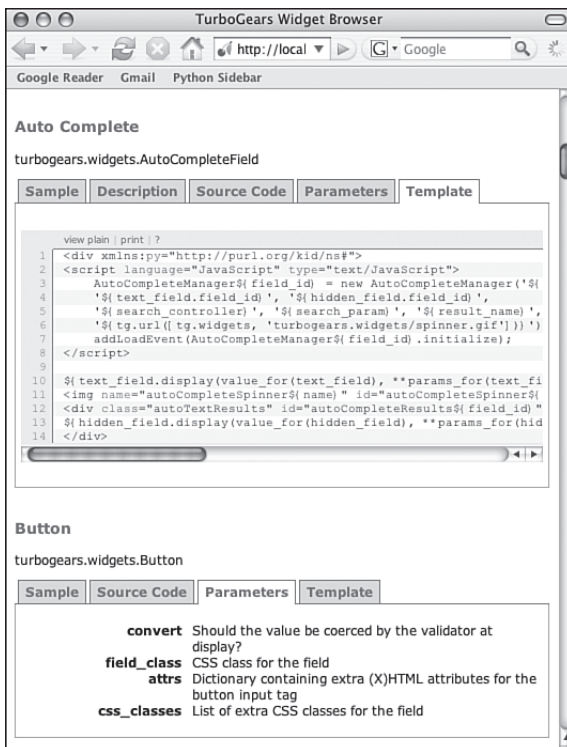 TurboGears Widget Browser
http://local
G Google
Google Reader Gmail Python Sidebar
Auto Complete
turbogears.widgets.AutoCompleteField
Sample Description Source Code Parameters Template
view plain | print | ?
1 <div xmlns:py="http://purl.org/kid/ns#">
2 <script language="JavaScript" type="text/JavaScript">
3 AutoCompleteManager${field_id} = new AutoCompleteManager('${
4 '${text_field.field_id}', '${hidden_field.field_id}',
5 '${search_controller}', '${search_param}', '${result_name}',
6 '${tg.url([tg.widgets, 'turbogears.widgets/spinner.gif'])}')
7 addLoadEvent(AutoCompleteManager${field_id}.initialize);
8 </script>
9
10 ${text_field.display(value_for(text_field), **params_for(text_fi
11 <img name="autoCompleteSpinner${name}" id="autoCompleteSpinner${
12 <div class="autoTextResults" id="autoCompleteResults${field_id}"
13 ${hidden_field.display(value_for(hidden_field), **params_for(hid
14 </div>
Button
turbogears.widgets.Button
Sample Source Code Parameters Template
convert Should the value be coerced by the validator at
display?
field_class CSS class for the field
attrs Dictionary containing extra (X)HTML attributes for the
button input tag
css_classes List of extra CSS classes for the field